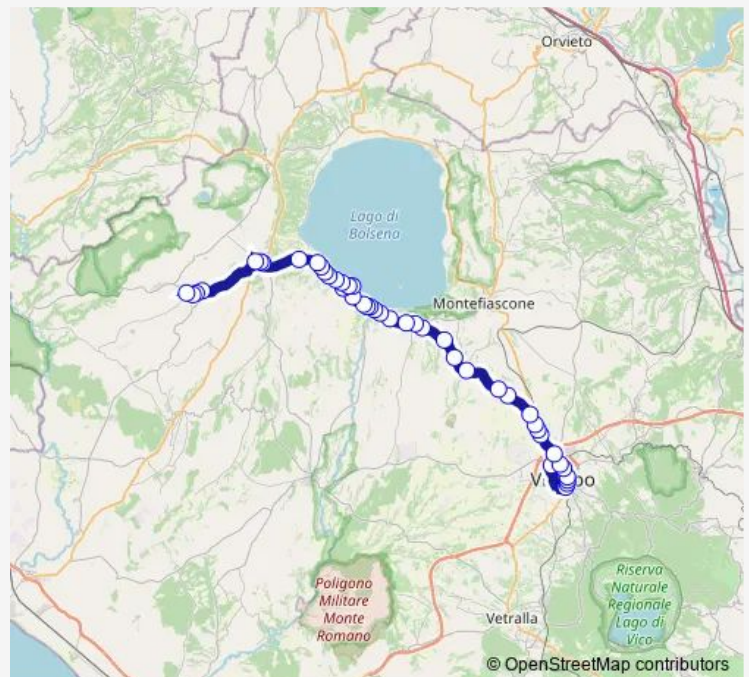 Orvieto
Lago di
Bolsena
Montefiascone
Poligono
Militare
Monte
Romano
Riserva
Naturale
Regionale
Lago di
Vico
Vetralla
© OpenStreetMap contributors